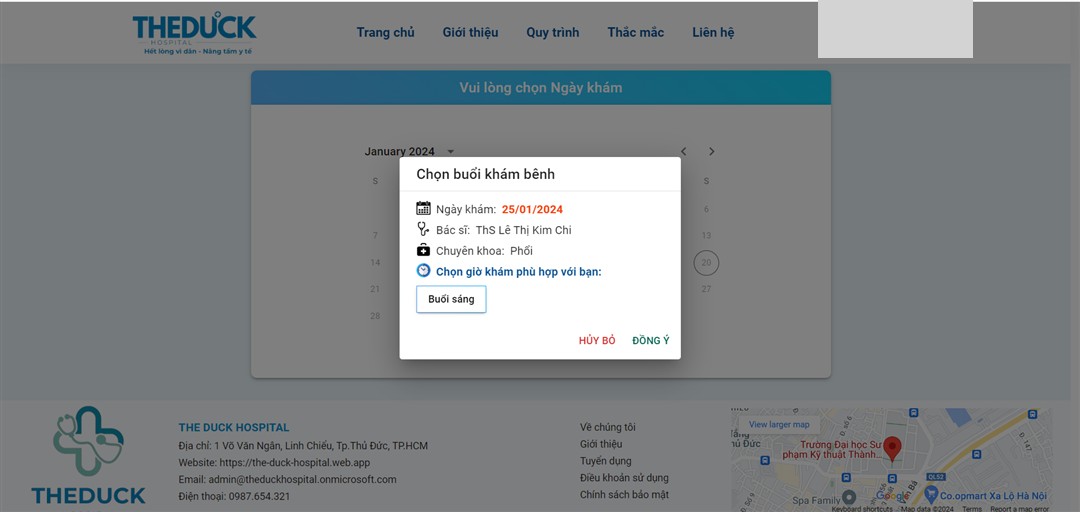 THEDUCK
HOSPITAL
Hết lòng vì dân - Nâng tầm y tế
Trang chủ Giới thiệu Quy trình Thắc mắc Liên hệ
Vui lòng chọn Ngày khám
January 2024
S S
6
7 13
14 20
21 27
28
Chọn buổi khám bênh
Ngày khám: 25/01/2024
Bác sĩ: ThS Lê Thị Kim Chi
Chuyên khoa: Phổi
Chọn giờ khám phù hợp với bạn:
Buổi sáng
HỦY BỎ ĐỒNG Ý
THEDUCK
THE DUCK HOSPITAL
Địa chỉ: 1 Võ Văn Ngân, Linh Chiểu, Tp.Thủ Đức, TP.HCM
Website: https://the-duck-hospital.web.app
Email: admin@theduckhospital.onmicrosoft.com
Điện thoại: 0987.654.321
Về chúng tôi
Giới thiệu
Tuyển dụng
Điều khoản sử dụng
Chính sách bảo mật
View larger map
Đ. số 6
147
Thủ Đức
Trường Đại học Sư
phạm Kỹ thuật Thành...
QL52
Spa Family
Google
Co.opmart Xa Lộ Hà Nội
Keyboard shortcuts Map data ©2024 Terms Report a map error